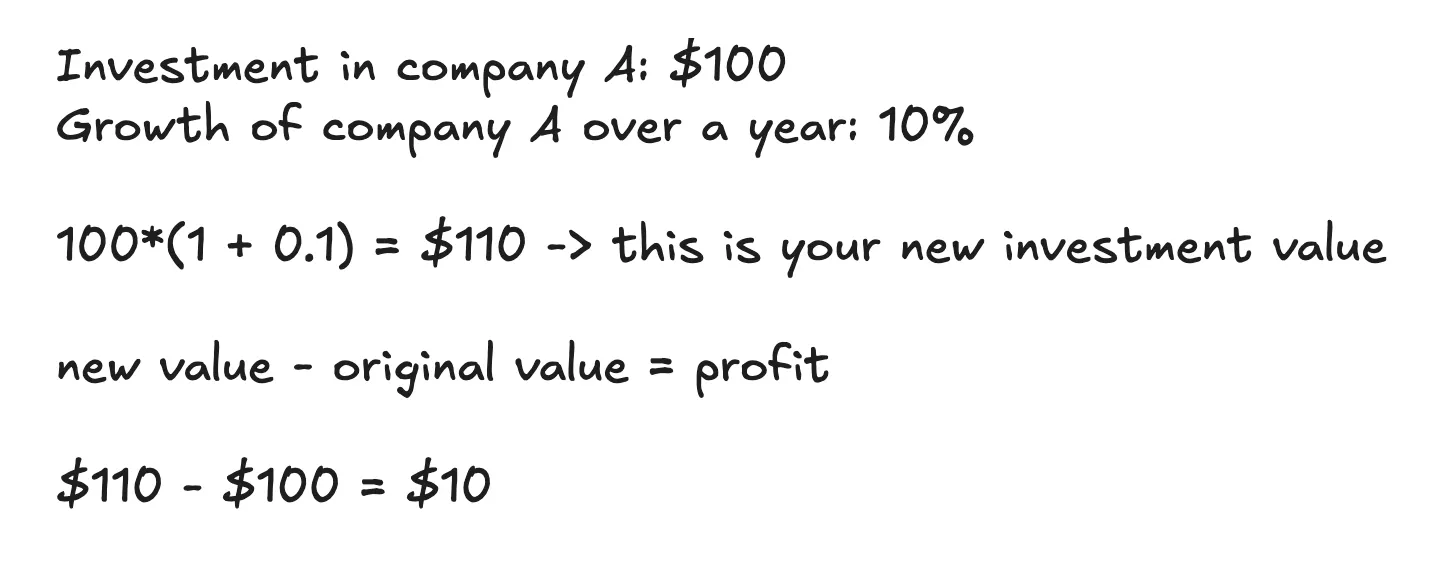 Investment in company A: $100
Growth of company A over a year: 10%
100*(1 + 0.1) = $110 -> this is your new investment value
new value - original value = profit
$110 - $100 = $10